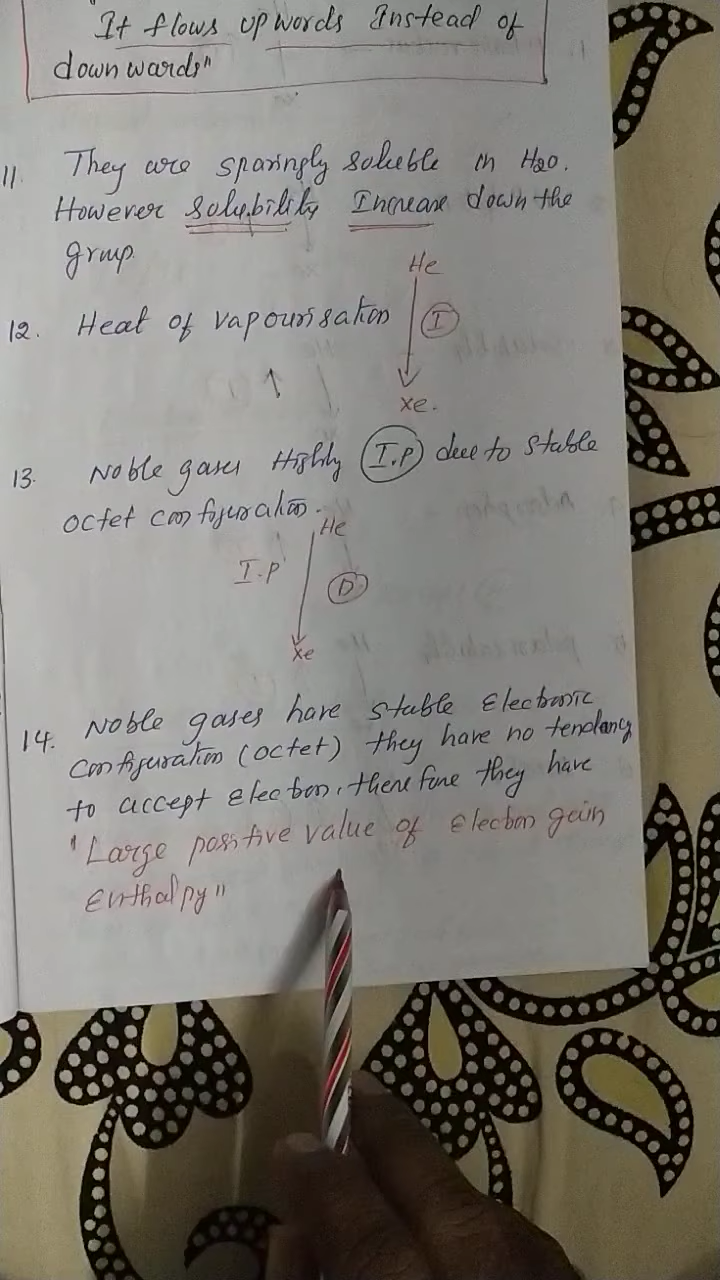 It flows upwords Instead of
downwards"
11. They are sparingly soluble in H2O.
However solubility Increase down the
group.
He
12. Heat of vapourisation I
↑
Xe.
13. Noble gases Highly I.P due to stable
octet configuration.
He
I.P D
Xe
14. Noble gases have stable Electronic
configuration (octet) they have no tendancy
to accept Electron. therefore they have
"Large positive value of Electron gain
Enthalpy"